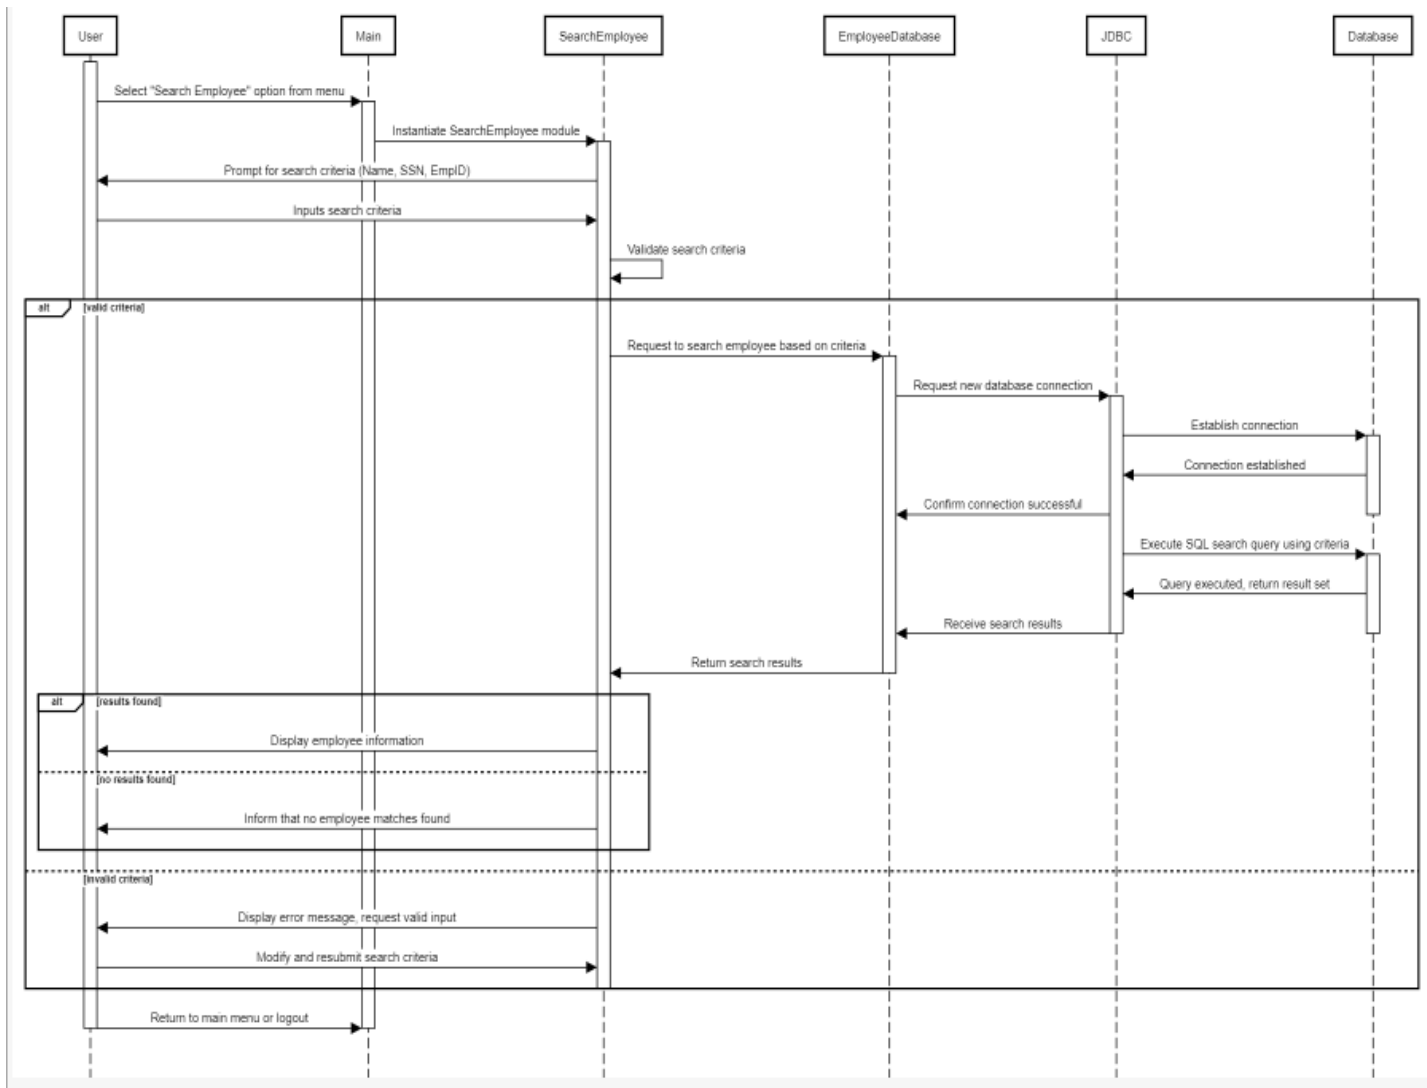 User
Main
SearchEmployee
EmployeeDatabase
JDBC
Database
Select "Search Employee" option from menu
Instantiate SearchEmployee module
Prompt for search criteria (Name, SSN, EmpID)
Inputs search criteria
Validate search criteria
alt
[valid criteria]
Request to search employee based on criteria
Request new database connection
Establish connection
Connection established
Confirm connection successful
Execute SQL search query using criteria
Query executed, return result set
Receive search results
Return search results
alt
[results found]
Display employee information
[no results found]
Inform that no employee matches found
[invalid criteria]
Display error message, request valid input
Modify and resubmit search criteria
Return to main menu or logout